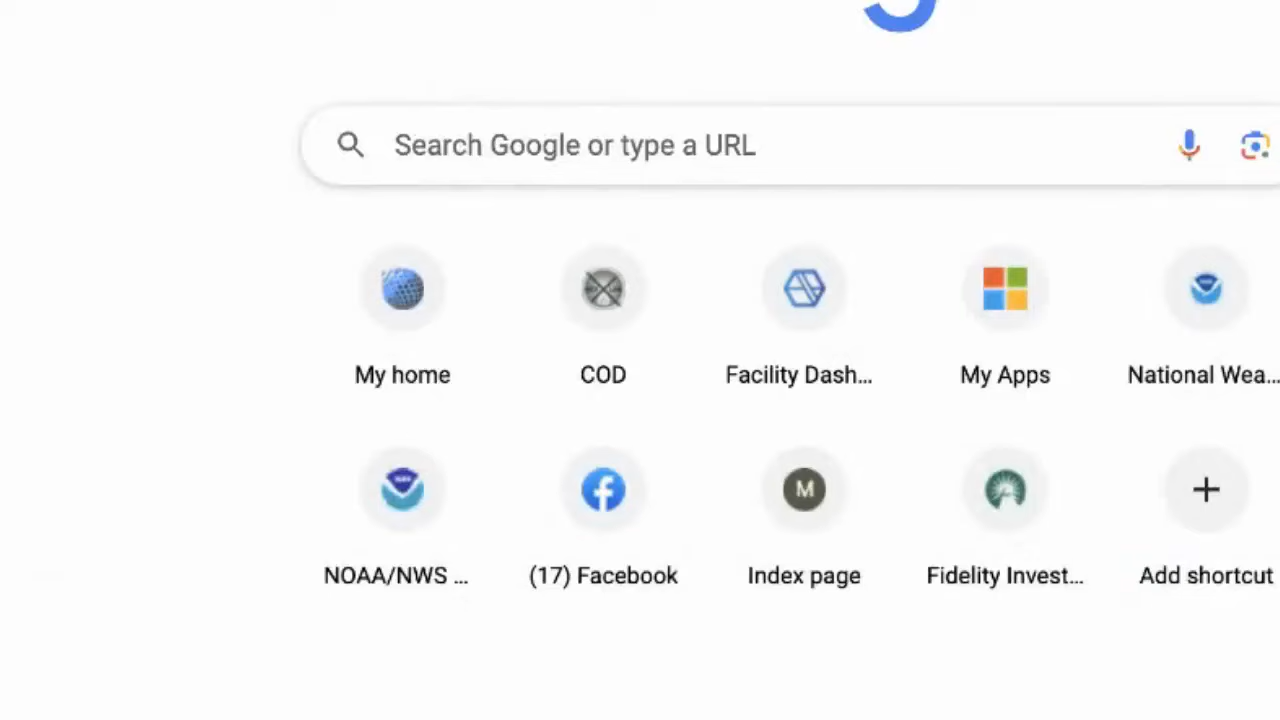 Search Google or type a URL
My home COD Facility Dash... My Apps National Wea...
M
NOAA/NWS ... (17) Facebook Index page Fidelity Invest... Add shortcut